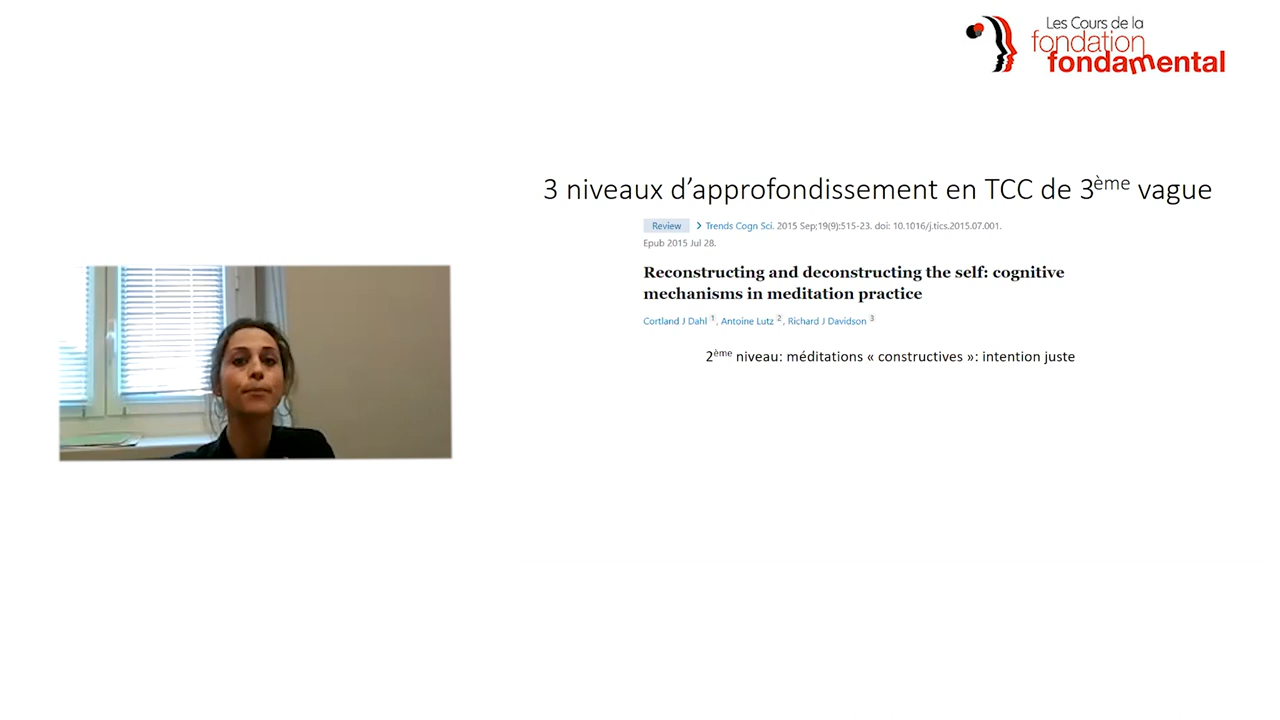 Les Cours de la
fondation
fondamental
3 niveaux d’approfondissement en TCC de 3ème vague
Review > Trends Cogn Sci. 2015 Sep;19(9):515-23. doi: 10.1016/j.tics.2015.07.001.
Epub 2015 Jul 28.
Reconstructing and deconstructing the self: cognitive
mechanisms in meditation practice
Cortland J Dahl 1, Antoine Lutz 2, Richard J Davidson 3
2ème niveau: méditations « constructives »: intention juste